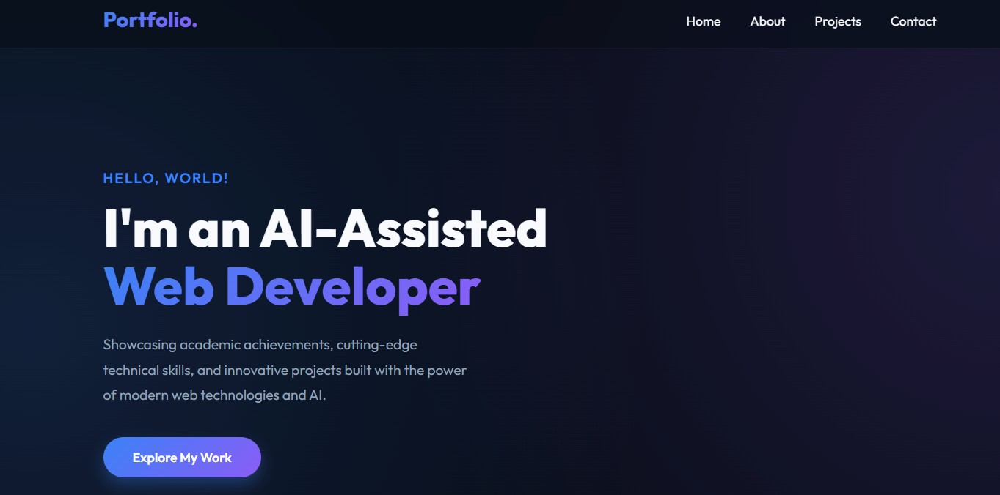 Portfolio.
Home About Projects Contact
HELLO, WORLD!
I'm an AI-Assisted
Web Developer
Showcasing academic achievements, cutting-edge
technical skills, and innovative projects built with the power
of modern web technologies and AI.
Explore My Work